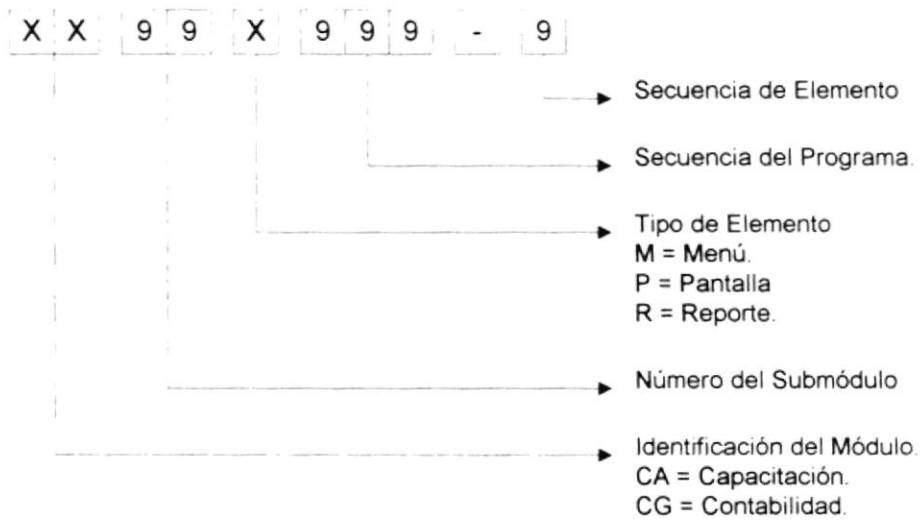 X X 9 9 X 9 9 9 - 9
Secuencia de Elemento
Secuencia del Programa.
Tipo de Elemento
M = Menú.
P = Pantalla
R = Reporte.
Número del Submódulo
Identificación del Módulo.
CA = Capacitación.
CG = Contabilidad.